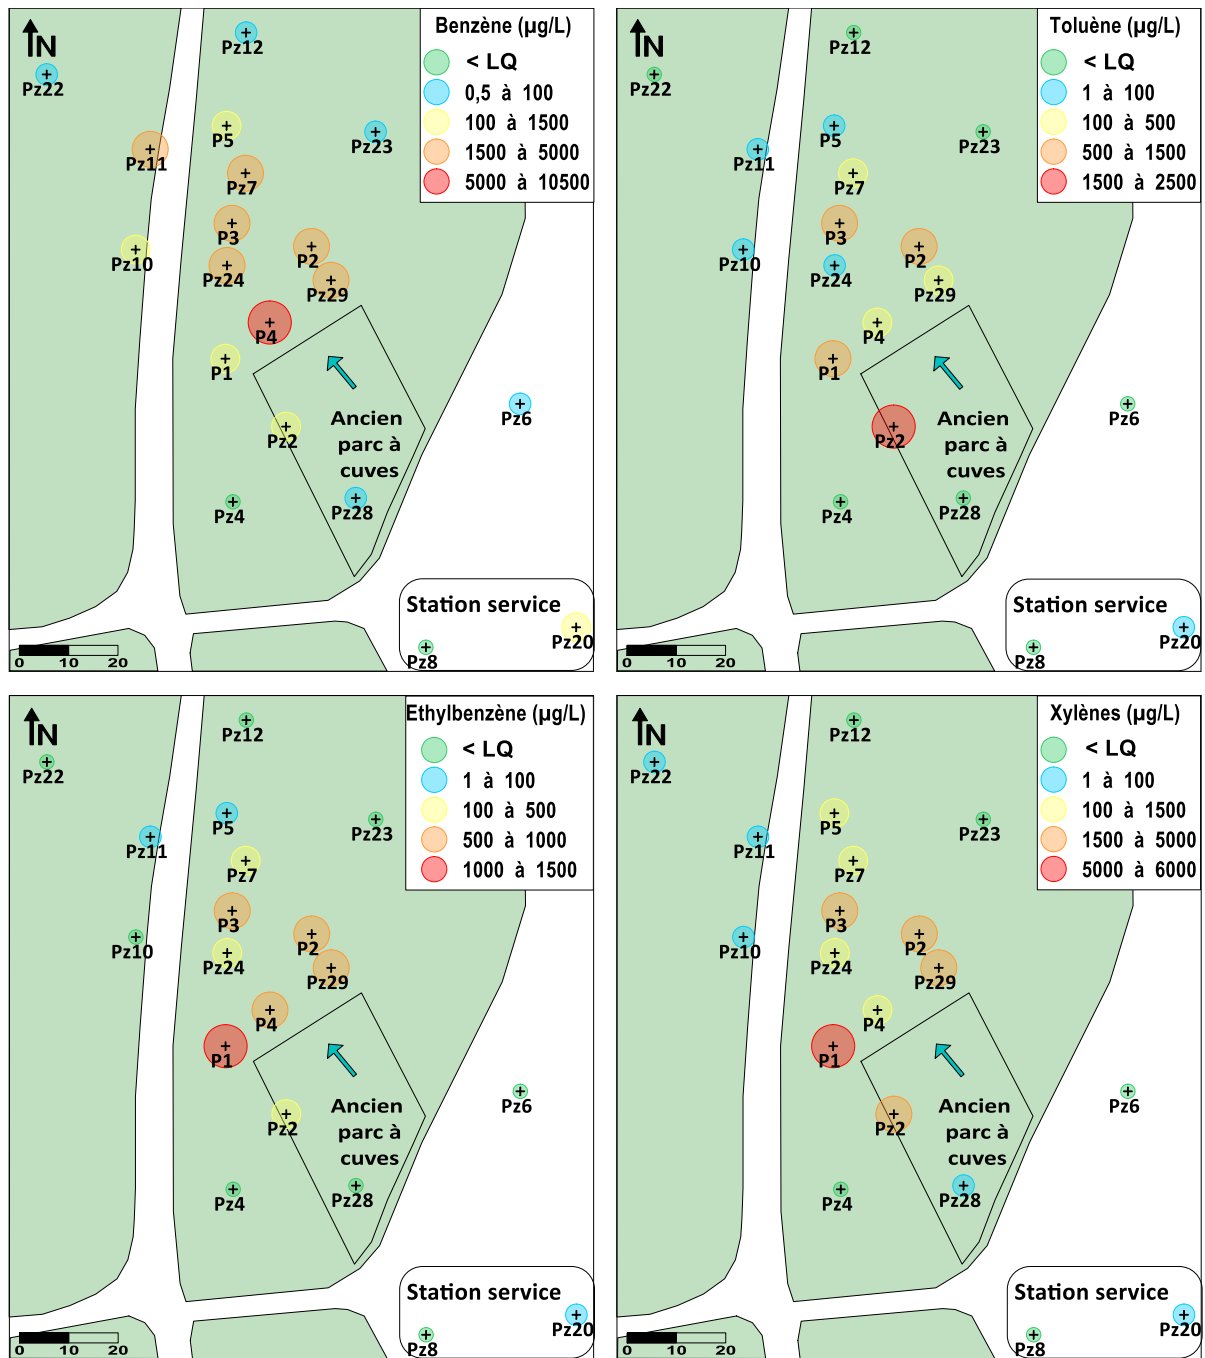 N
Benzène (µg/L)
< LQ
0,5 à 100
100 à 1500
1500 à 5000
5000 à 10500
Pz12
Pz22
P5
Pz23
Pz11
Pz7
P3
P2
Pz10
Pz24
Pz29
P4
P1
Ancien
parc à
cuves
Pz2
Pz6
Pz28
Pz4
Station service
Pz20
Pz8
0 10 20
N
Toluène (µg/L)
< LQ
1 à 100
100 à 500
500 à 1500
1500 à 2500
Pz12
Pz22
P5
Pz23
Pz11
Pz7
P3
P2
Pz10
Pz24
Pz29
P4
P1
Ancien
parc à
cuves
Pz2
Pz6
Pz28
Pz4
Station service
Pz20
Pz8
0 10 20
N
Ethylbenzène (µg/L)
< LQ
1 à 100
100 à 500
500 à 1000
1000 à 1500
Pz12
Pz22
P5
Pz23
Pz11
Pz7
P3
P2
Pz10
Pz24
Pz29
P4
P1
Ancien
parc à
cuves
Pz2
Pz6
Pz28
Pz4
Station service
Pz20
Pz8
0 10 20
N
Xylènes (µg/L)
< LQ
1 à 100
100 à 1500
1500 à 5000
5000 à 6000
Pz12
Pz22
P5
Pz23
Pz11
Pz7
P3
P2
Pz10
Pz24
Pz29
P4
P1
Ancien
parc à
cuves
Pz2
Pz6
Pz28
Pz4
Station service
Pz20
Pz8
0 10 20